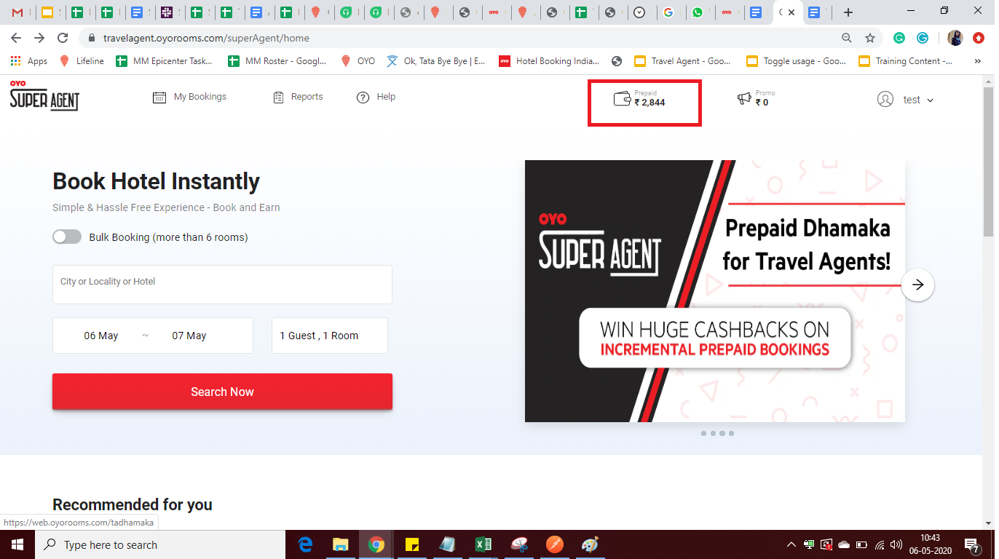 travelagent.oyorooms.com/superAgent/home
Apps
Lifeline
MM Epicenter Task...
MM Roster - Googl...
OYO
Ok, Tata Bye Bye | E...
OYO
Hotel Booking India...
Travel Agent - Goo...
Toggle usage - Goo...
Training Content -...
»
OYO
SUPER AGENT
My Bookings
Reports
Help
Prepaid
₹ 2,844
Promo
₹ 0
test
Book Hotel Instantly
Simple & Hassle Free Experience - Book and Earn
Bulk Booking (more than 6 rooms)
City or Locality or Hotel
06 May ~ 07 May
1 Guest , 1 Room
Search Now
OYO
SUPER AGENT
Prepaid Dhamaka
for Travel Agents!
WIN HUGE CASHBACKS ON
INCREMENTAL PREPAID BOOKINGS
Recommended for you
https://web.oyorooms.com/tadhamaka
Type here to search
10:43
06-05-2020
7